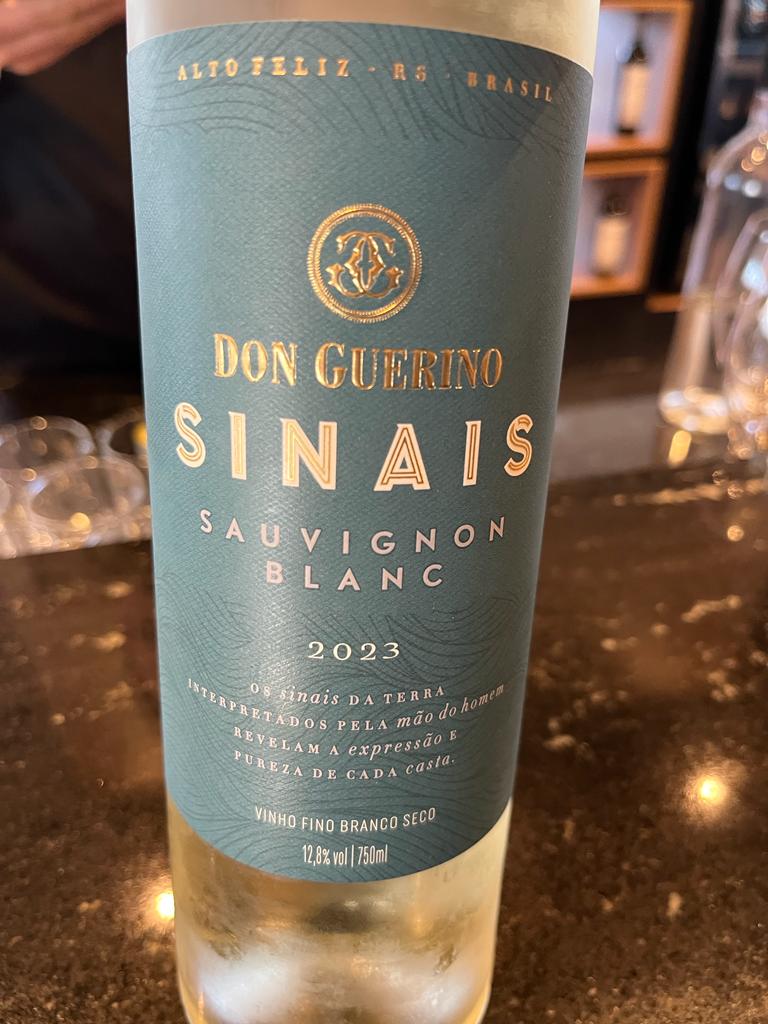 ALTO FELIZ - RS - BRASIL
DON GUERINO
SINAIS
SAUVIGNON
BLANC
2023
OS sinais DA TERRA
INTERPRETADOS PELA mão do homem
REVELAM A expressão E
PUREZA DE CADA casta.
VINHO FINO BRANCO SECO
12,8% vol | 750ml